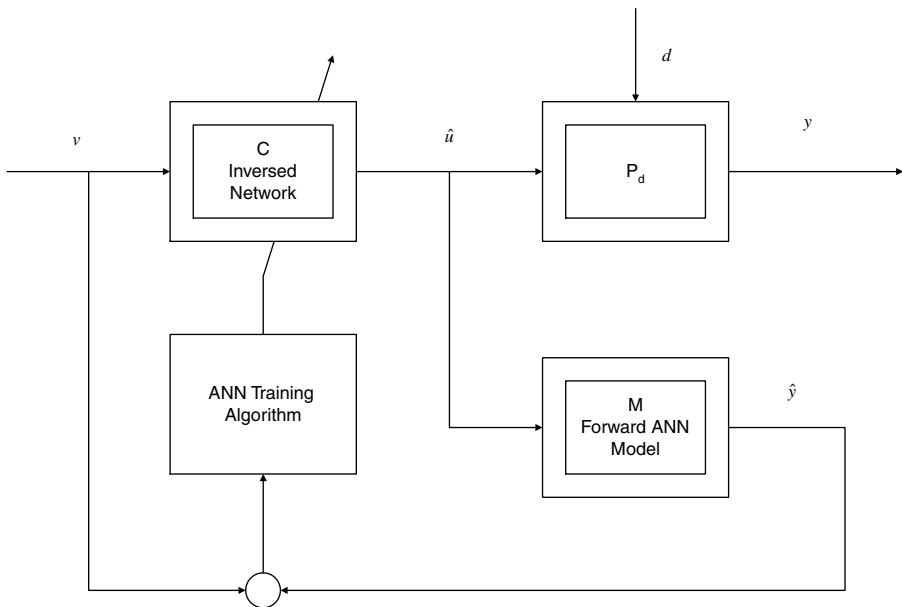 d
v
C
Inversed
Network
û
P_d
y
ANN Training
Algorithm
M
Forward ANN
Model
ŷ